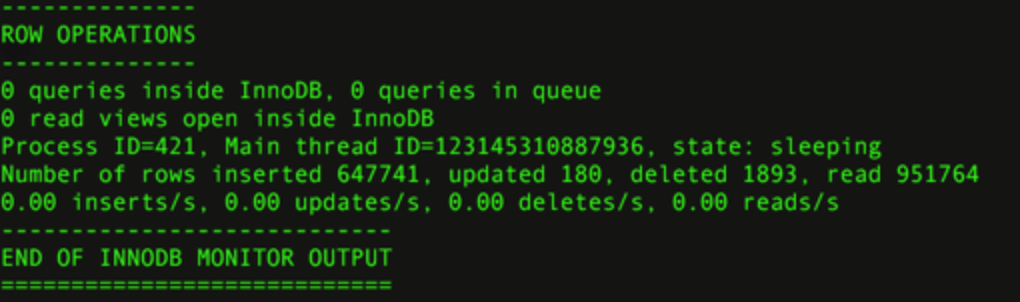 --------------
ROW OPERATIONS
--------------
0 queries inside InnoDB, 0 queries in queue
0 read views open inside InnoDB
Process ID=421, Main thread ID=123145310887936, state: sleeping
Number of rows inserted 647741, updated 180, deleted 1893, read 951764
0.00 inserts/s, 0.00 updates/s, 0.00 deletes/s, 0.00 reads/s
----------------------------
END OF INNODB MONITOR OUTPUT
============================